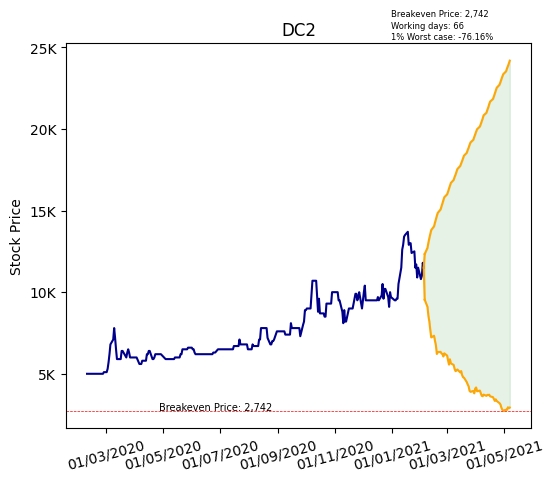 Breakeven Price: 2,742
Working days: 66
1% Worst case: -76.16%
DC2
25K
20K
15K
10K
5K
Stock Price
Breakeven Price: 2,742
01/03/2020
01/05/2020
01/07/2020
01/09/2020
01/11/2020
01/01/2021
01/03/2021
01/05/2021